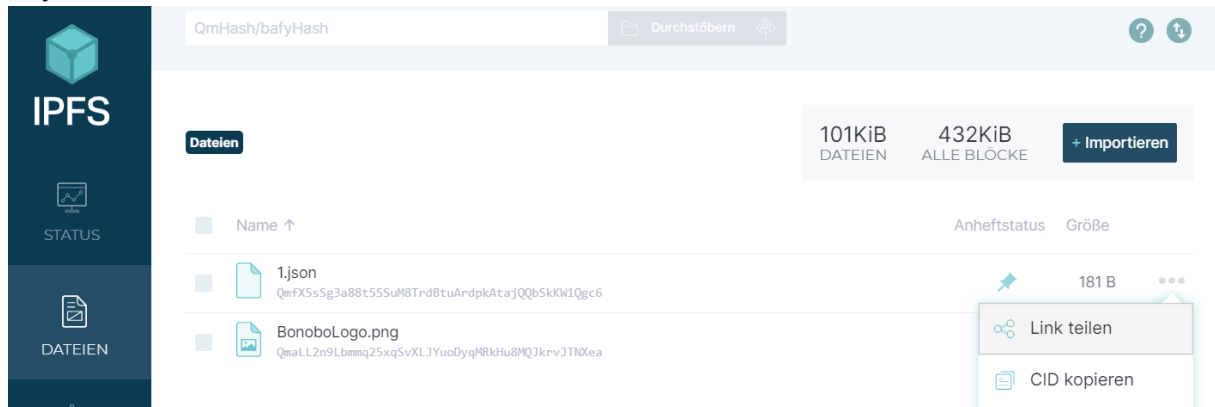 QmHash/bafyHash
Durchstöbern
IPFS
Dateien
101KiB
DATEIEN
432KiB
ALLE BLÖCKE
+ Importieren
STATUS
Name ↑
Anheftstatus
Größe
1.json
QmfX5sSg3a88t5SSuM8TrdBtuArdpkAtajQQbSkKW1Qgc6
181 B
Link teilen
DATEIEN
BonoboLogo.png
QmaLL2n9Lbmmq25xqSvXLJYuoDyqMRkHu8MQJkrvJTNXea
CID kopieren